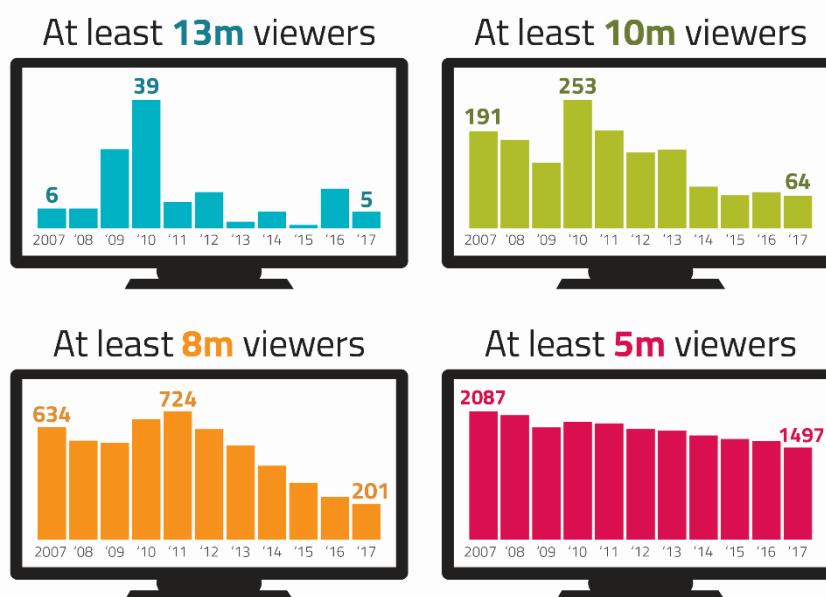 At least 13m viewers
39
6
5
2007 '08 '09 '10 '11 '12 '13 '14 '15 '16 '17
At least 10m viewers
253
191
64
2007 '08 '09 '10 '11 '12 '13 '14 '15 '16 '17
At least 8m viewers
724
634
201
2007 '08 '09 '10 '11 '12 '13 '14 '15 '16 '17
At least 5m viewers
2087
1497
2007 '08 '09 '10 '11 '12 '13 '14 '15 '16 '17